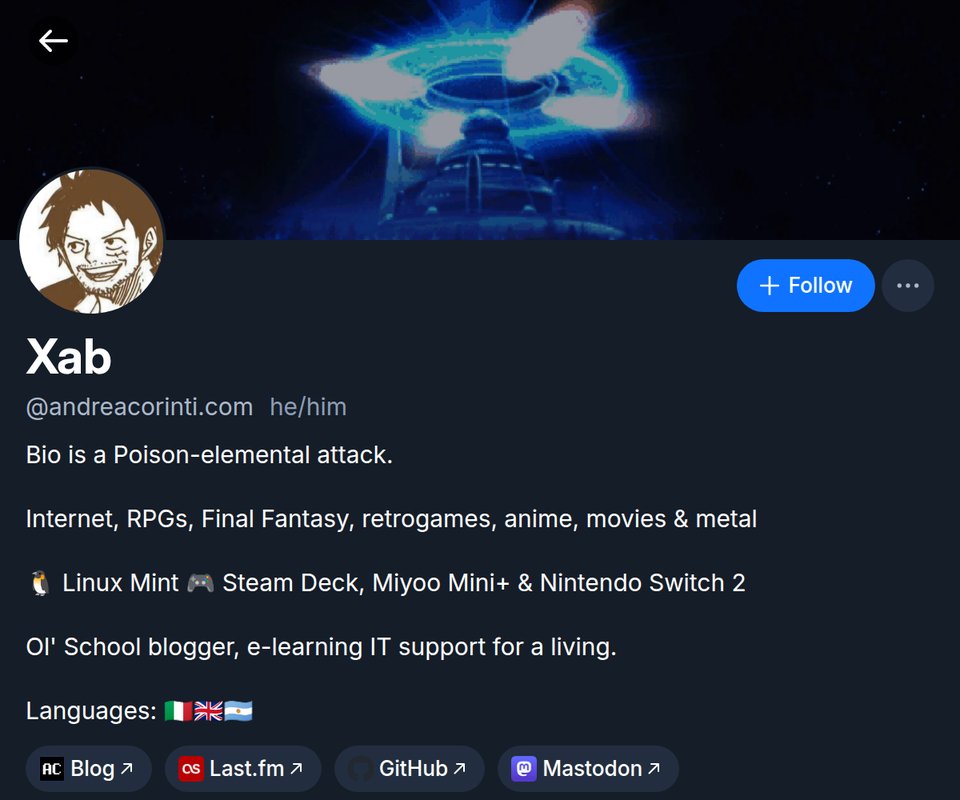 + Follow
Xab
@andreacorinti.com he/him
Bio is a Poison-elemental attack.
Internet, RPGs, Final Fantasy, retrogames, anime, movies & metal
🐧 Linux Mint 🎮 Steam Deck, Miyoo Mini+ & Nintendo Switch 2
Ol' School blogger, e-learning IT support for a living.
Languages: 🇮🇹🇬🇧🇦🇷
AC Blog ↗ Last.fm ↗ GitHub ↗ Mastodon ↗